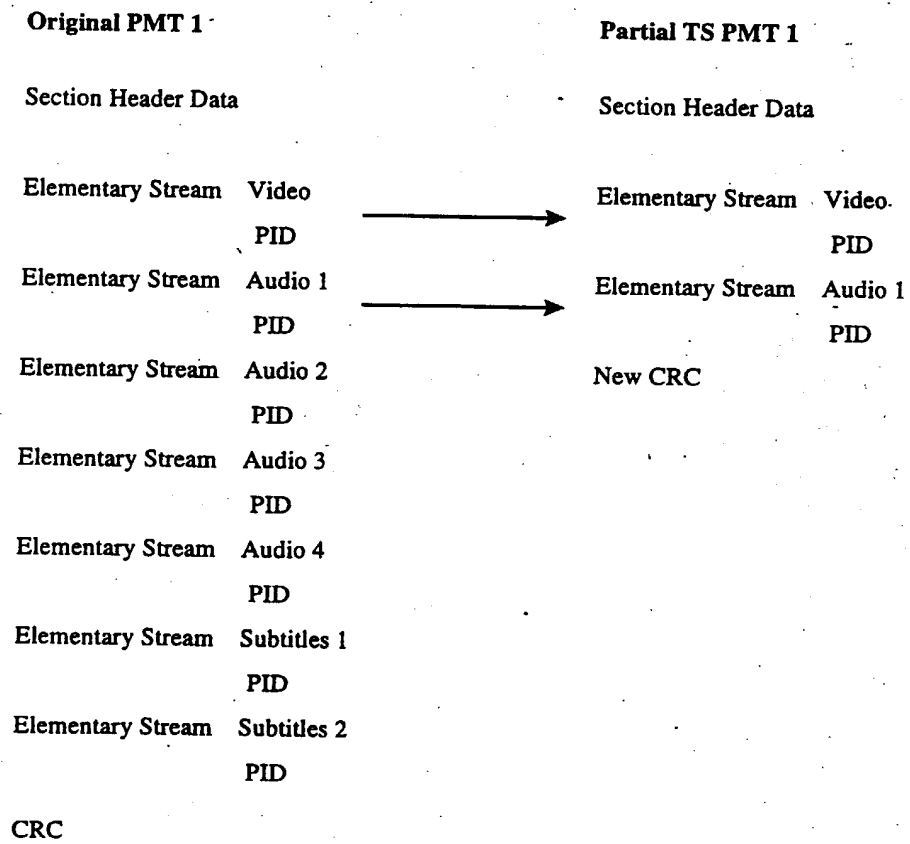 Original PMT 1
Section Header Data
Elementary Stream Video
PID
Elementary Stream Audio 1
PID
Elementary Stream Audio 2
PID
Elementary Stream Audio 3
PID
Elementary Stream Audio 4
PID
Elementary Stream Subtitles 1
PID
Elementary Stream Subtitles 2
PID
CRC
Partial TS PMT 1
Section Header Data
Elementary Stream Video
PID
Elementary Stream Audio 1
PID
New CRC